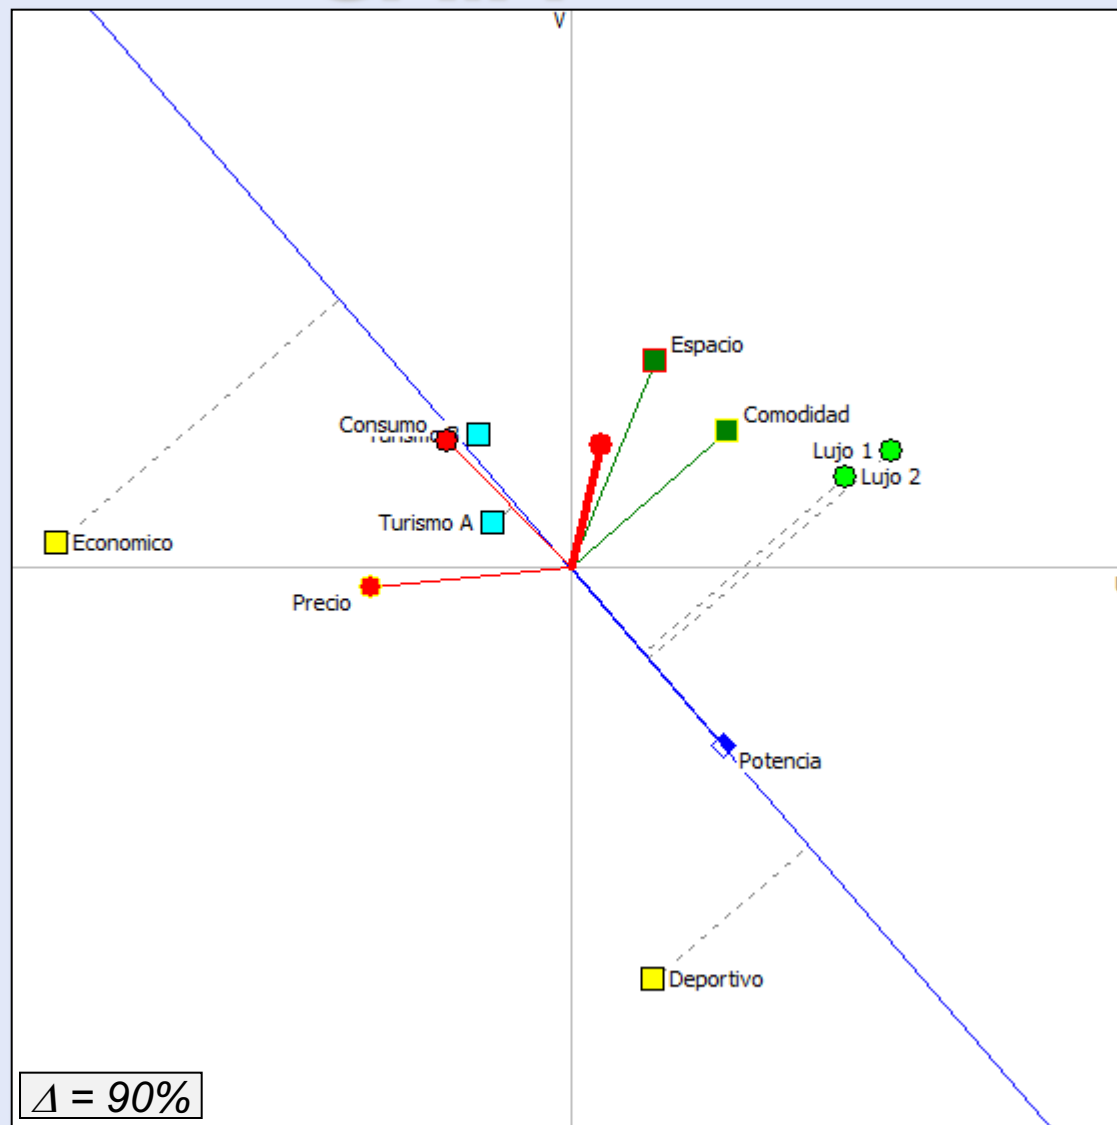 V
Espacio
Comodidad
Consumo
Lujo 1
Lujo 2
Turismo A
Economico
Precio
Potencia
Deportivo
Δ = 90%